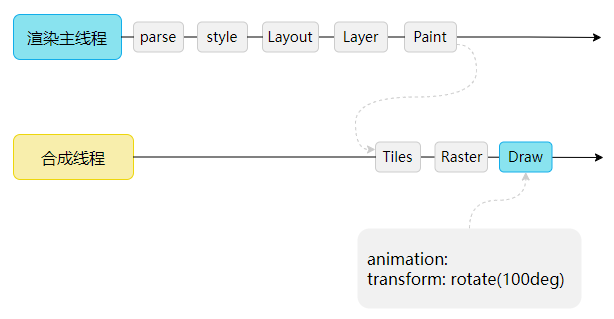 渲染主线程
parse
style
Layout
Layer
Paint
合成线程
Tiles
Raster
Draw
animation:
transform: rotate(100deg)